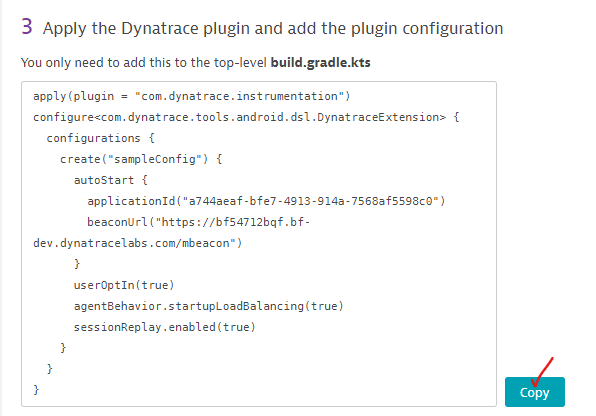 3 Apply the Dynatrace plugin and add the plugin configuration
You only need to add this to the top-level build.gradle.kts
apply(plugin = "com.dynatrace.instrumentation")
configure<com.dynatrace.tools.android.dsl.DynatraceExtension> {
  configurations {
    create("sampleConfig") {
      autoStart {
        applicationId("a744aeaf-bfe7-4913-914a-7568af5598c0")
        beaconUrl("https://bf54712bqf.bf-
dev.dynatracelabs.com/mbeacon")
      }
      userOptIn(true)
      agentBehavior.startupLoadBalancing(true)
      sessionReplay.enabled(true)
    }
  }
}
Copy